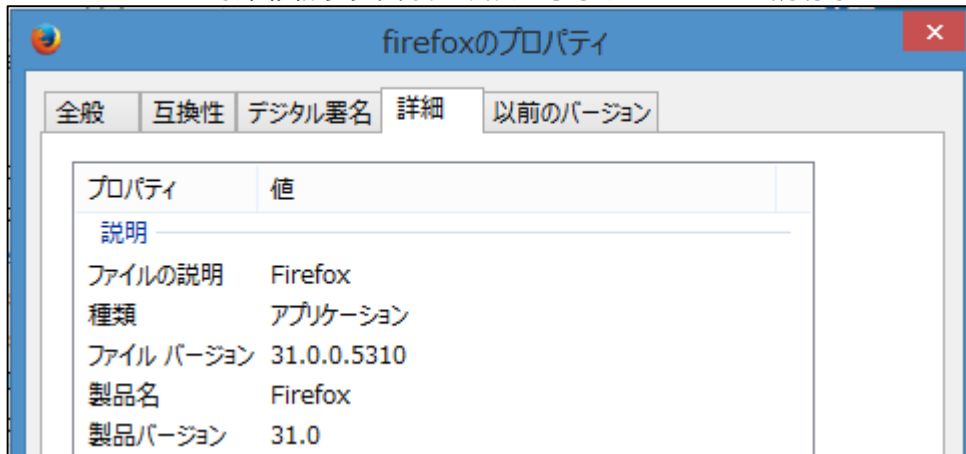 firefoxのプロパティ
全般 互換性 デジタル署名 詳細 以前のバージョン
プロパティ 値
説明
ファイルの説明 Firefox
種類 アプリケーション
ファイル バージョン 31.0.0.5310
製品名 Firefox
製品バージョン 31.0